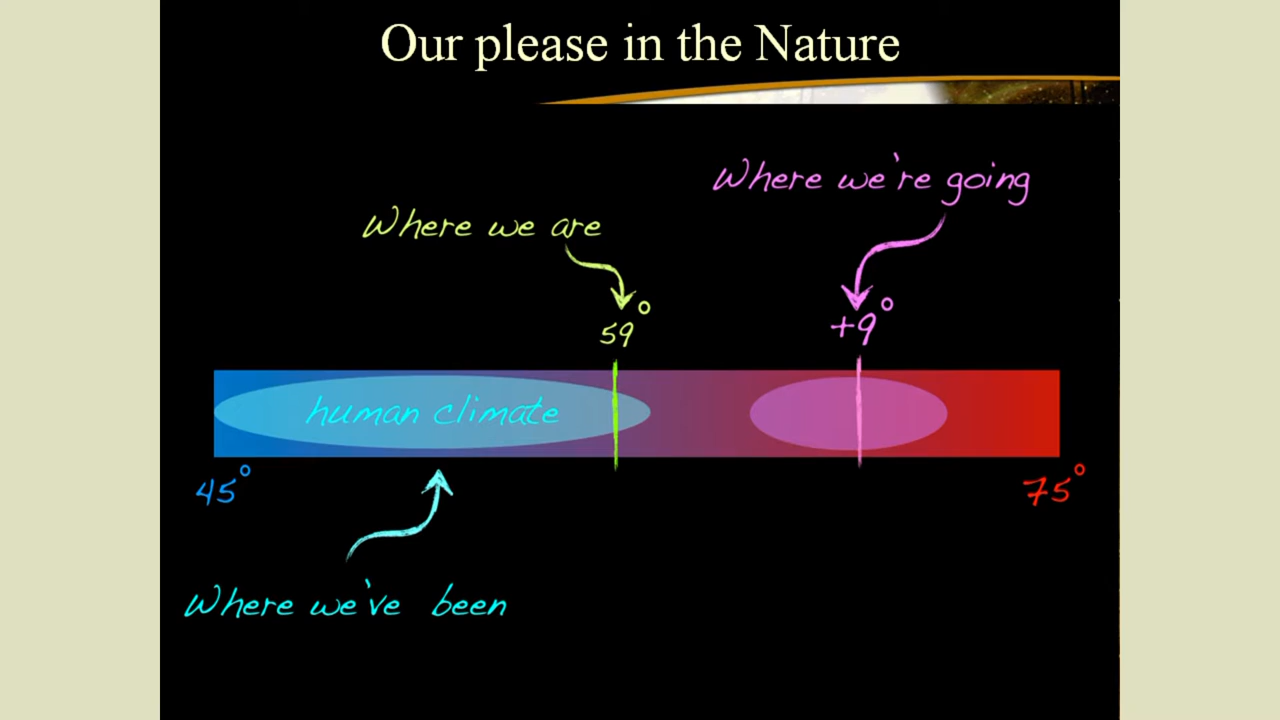 Our please in the Nature
Where we're going
Where we are
59°
+9°
human climate
45°
75°
Where we've been